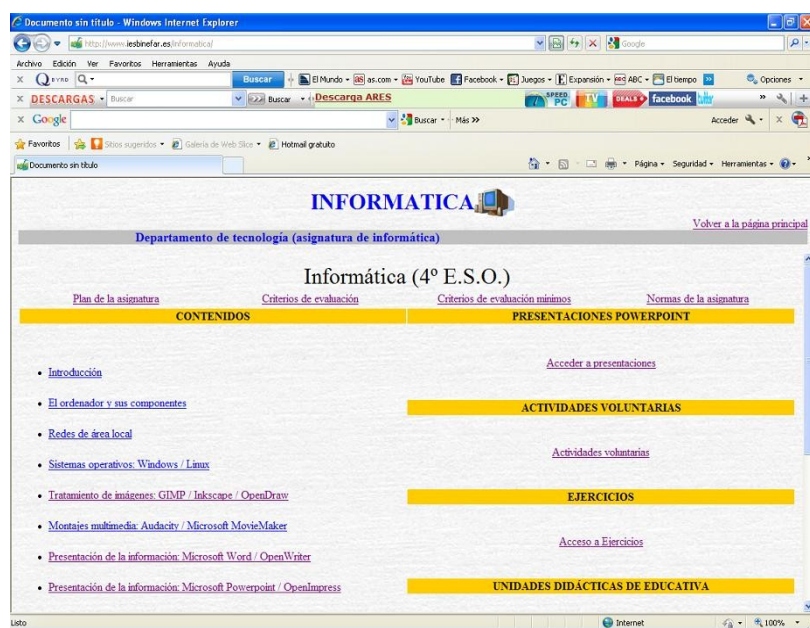 Documento sin título - Windows Internet Explorer
http://www.iesbinefar.es/informatica/
Google
Archivo Edición Ver Favoritos Herramientas Ayuda
x Buscar El Mundo as as.com YouTube Facebook Juegos E Expansión ABC ABC El tiempo » Opciones
x DESCARGAS Buscar Buscar Descarga ARES SPEED PC TV DEALS facebook »
x Google Buscar Más » Acceder
Favoritos Sitios sugeridos Galería de Web Slice Hotmail gratuito
Documento sin título Página Seguridad Herramientas
INFORMATICA
Volver a la página principal
Departamento de tecnología (asignatura de informática)
Informática (4º E.S.O.)
Plan de la asignatura Criterios de evaluación Criterios de evaluación minimos Normas de la asignatura
CONTENIDOS
• Introducción
• El ordenador y sus componentes
• Redes de área local
• Sistemas operativos: Windows / Linux
• Tratamiento de imágenes: GIMP / Inkscape / OpenDraw
• Montajes multimedia: Audacity / Microsoft MovieMaker
• Presentación de la información: Microsoft Word / OpenWriter
• Presentación de la información: Microsoft Powerpoint / OpenImpress
PRESENTACIONES POWERPOINT
Acceder a presentaciones
ACTIVIDADES VOLUNTARIAS
Actividades voluntarias
EJERCICIOS
Acceso a Ejercicios
UNIDADES DIDÁCTICAS DE EDUCATIVA
Listo Internet 100%